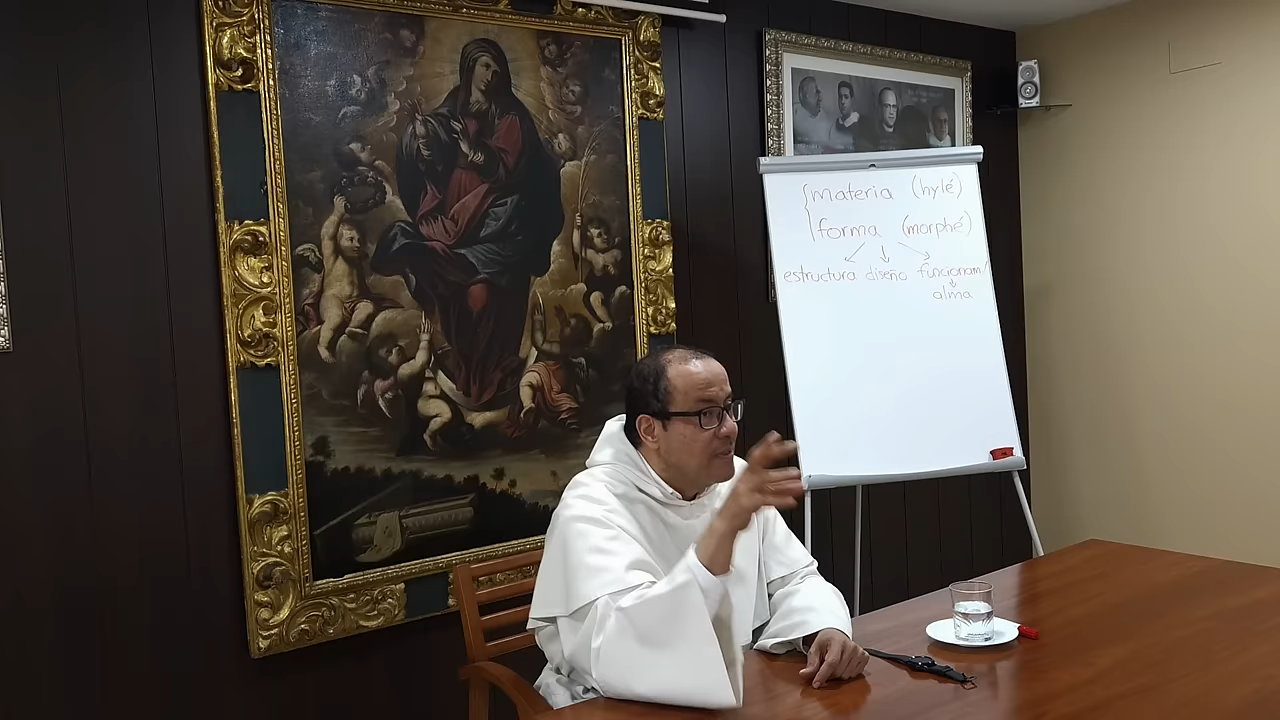 materia (hylé)
forma (morphé)
estructura diseño funcionam/
alma